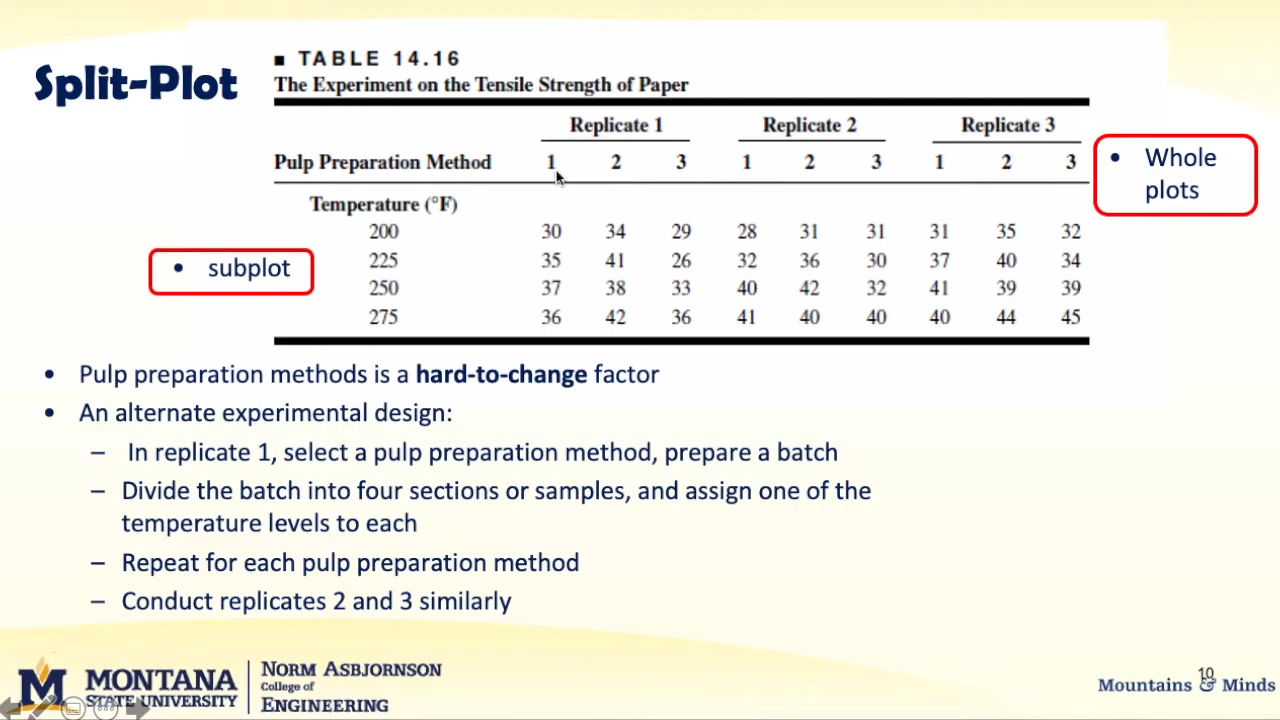 Split-Plot
■ TABLE 14.16
The Experiment on the Tensile Strength of Paper
Replicate 1 Replicate 2 Replicate 3
Pulp Preparation Method 1 2 3 1 2 3 1 2 3
• Whole
plots
Temperature (°F)
200 30 34 29 28 31 31 31 35 32
225 35 41 26 32 36 30 37 40 34
• subplot
250 37 38 33 40 42 32 41 39 39
275 36 42 36 41 40 40 40 44 45
• Pulp preparation methods is a hard-to-change factor
• An alternate experimental design:
– In replicate 1, select a pulp preparation method, prepare a batch
– Divide the batch into four sections or samples, and assign one of the
temperature levels to each
– Repeat for each pulp preparation method
– Conduct replicates 2 and 3 similarly
M MONTANA
STATE UNIVERSITY
NORM ASBJORNSON
College of
ENGINEERING
10
Mountains & Minds